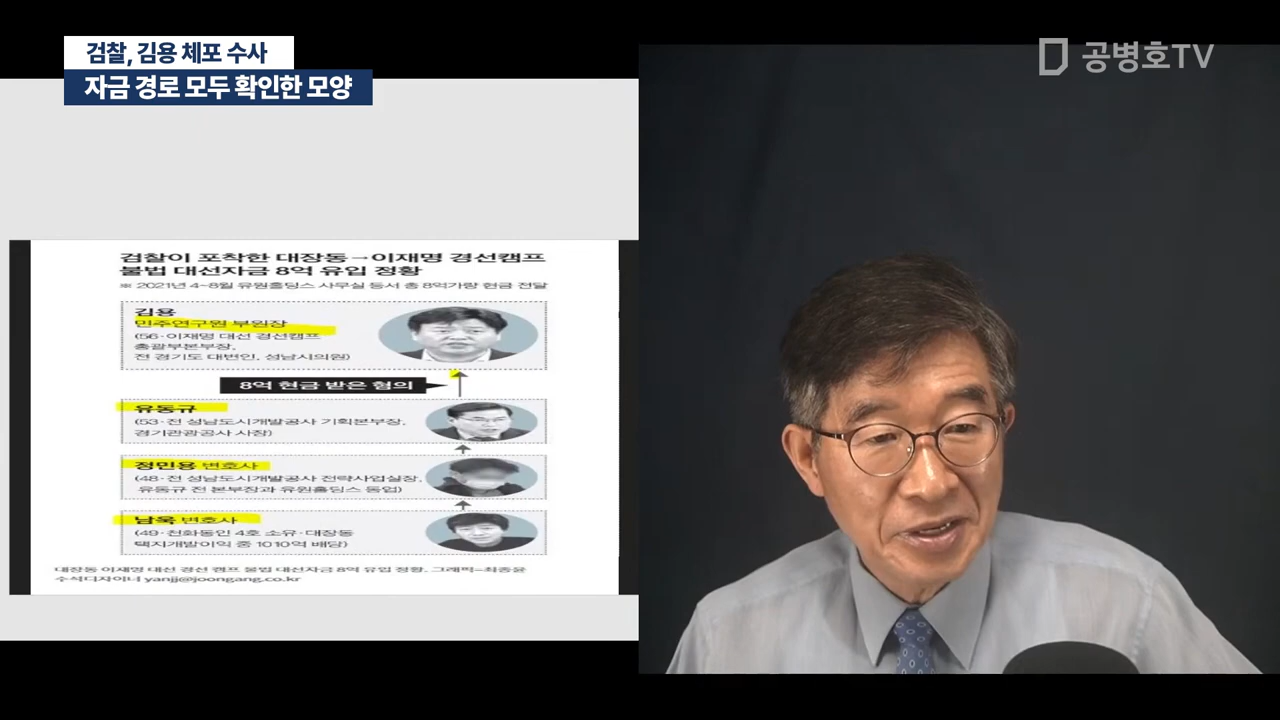 검찰, 김용 체포 수사
자금 경로 모두 확인한 모양
공병호TV
검찰이 포착한 대장동→이재명 경선캠프
불법 대선자금 8억 유입 정황
※ 2021년 4~8월 유원홀딩스 사무실 등서 총 8억가량 현금 전달
김용
민주연구원 부원장
(56·이재명 대선 경선캠프
총괄부본부장,
전 경기도 대변인, 성남시의원)
8억 현금 받은 혐의
유동규
(53·전 성남도시개발공사 기획본부장,
경기관광공사 사장)
정민용 변호사
(48·전 성남도시개발공사 전략사업실장,
유동규 전 본부장과 유원홀딩스 동업)
남욱 변호사
(49·천화동인 4호 소유·대장동
택지개발이익 중 1010억 배당)
대장동 이재명 대선 경선 캠프 불법 대선자금 8억 유입 정황. 그래픽=최종윤
수석디자이너 yanjj@joongang.co.kr